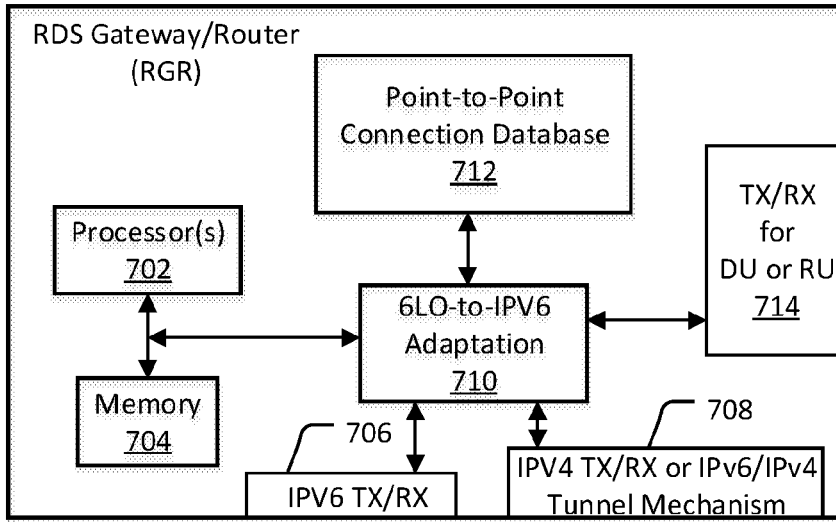 RDS Gateway/Router
(RGR)
Point-to-Point
Connection Database
712
TX/RX
for
DU or RU
714
Processor(s)
702
6LO-to-IPV6
Adaptation
710
Memory
704
706
708
IPV6 TX/RX
IPV4 TX/RX or IPv6/IPv4
Tunnel Mechanism